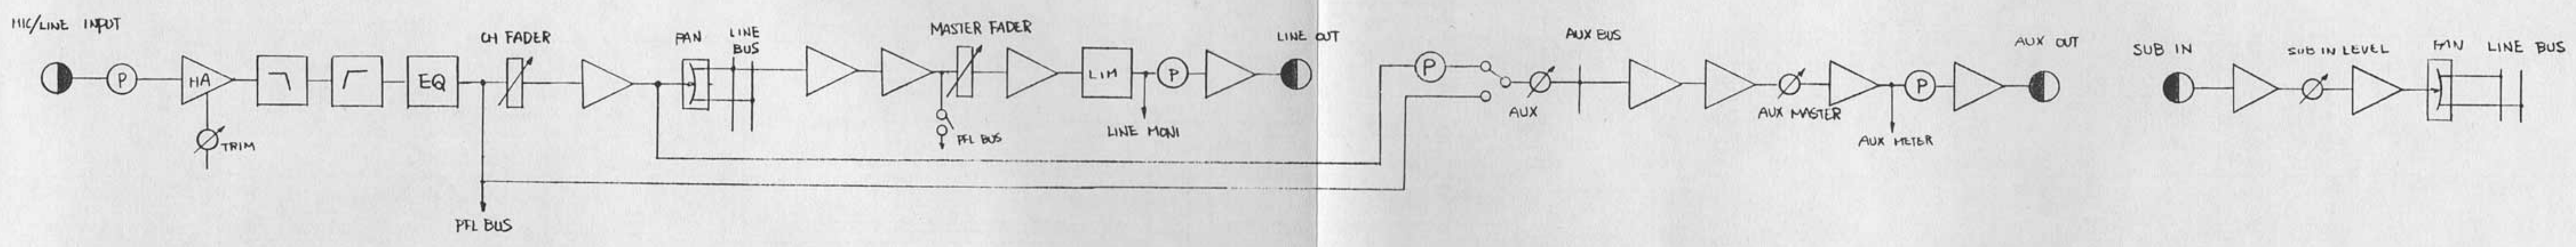 MIC/LINE INPUT
P
HA
TRIM
EQ
CH FADER
PFL BUS
PAN
LINE
BUS
MASTER FADER
PFL BUS
LIM
LINE MONI
P
LINE OUT
P
AUX
AUX BUS
AUX MASTER
AUX METER
P
AUX OUT
SUB IN
SUB IN LEVEL
PAN
LINE BUS